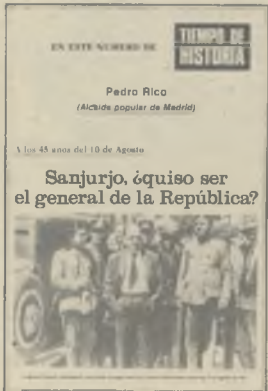 EN ESTE NUMERO DE
TIEMPO DE
HISTORIA
Pedro Rico
(Alcalde popular de Madrid)
A los 45 años del 10 de Agosto
Sanjurjo, ¿quiso ser
el general de la República?